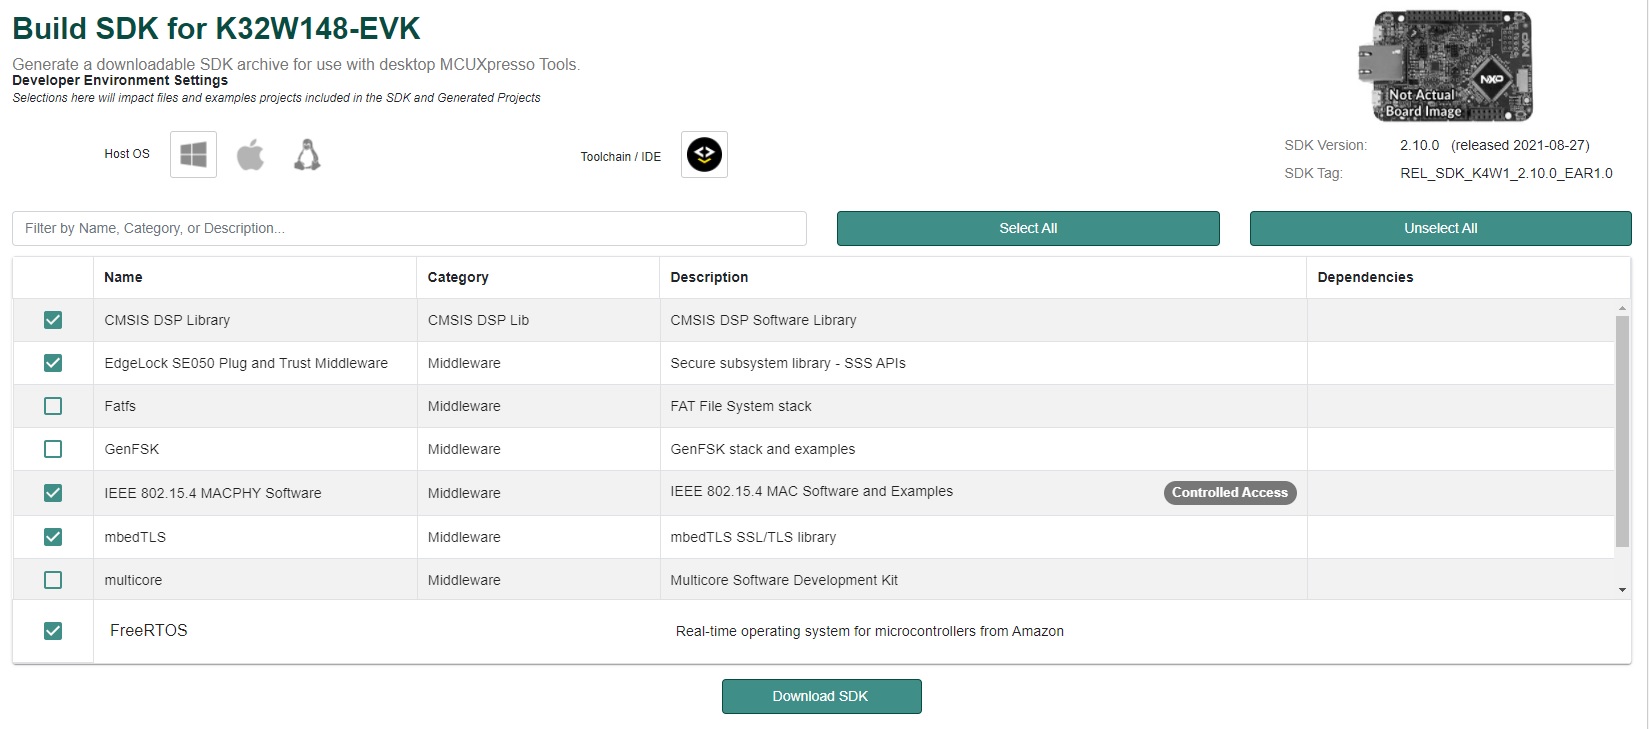 Build SDK for K32W148-EVK
Generate a downloadable SDK archive for use with desktop MCUXpresso Tools.
Developer Environment Settings
Selections here will impact files and examples projects included in the SDK and Generated Projects
NXP
NXP
Not Actual
Board Image
Host OS
Toolchain / IDE
SDK Version: 2.10.0 (released 2021-08-27)
SDK Tag: REL_SDK_K4W1_2.10.0_EAR1.0
Filter by Name, Category, or Description...
Select All
Unselect All
Name Category Description Dependencies
CMSIS DSP Library CMSIS DSP Lib CMSIS DSP Software Library
EdgeLock SE050 Plug and Trust Middleware Middleware Secure subsystem library - SSS APIs
Fatfs Middleware FAT File System stack
GenFSK Middleware GenFSK stack and examples
IEEE 802.15.4 MACPHY Software Middleware IEEE 802.15.4 MAC Software and Examples Controlled Access
mbedTLS Middleware mbedTLS SSL/TLS library
multicore Middleware Multicore Software Development Kit
FreeRTOS Real-time operating system for microcontrollers from Amazon
Download SDK